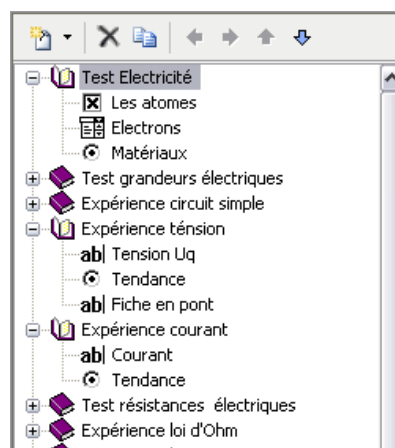 Test Electricité
Les atomes
Electrons
Matériaux
Test grandeurs électriques
Expérience circuit simple
Expérience ténsion
ab| Tension Uq
Tendance
ab| Fiche en pont
Expérience courant
ab| Courant
Tendance
Test résistances électriques
Expérience loi d'Ohm